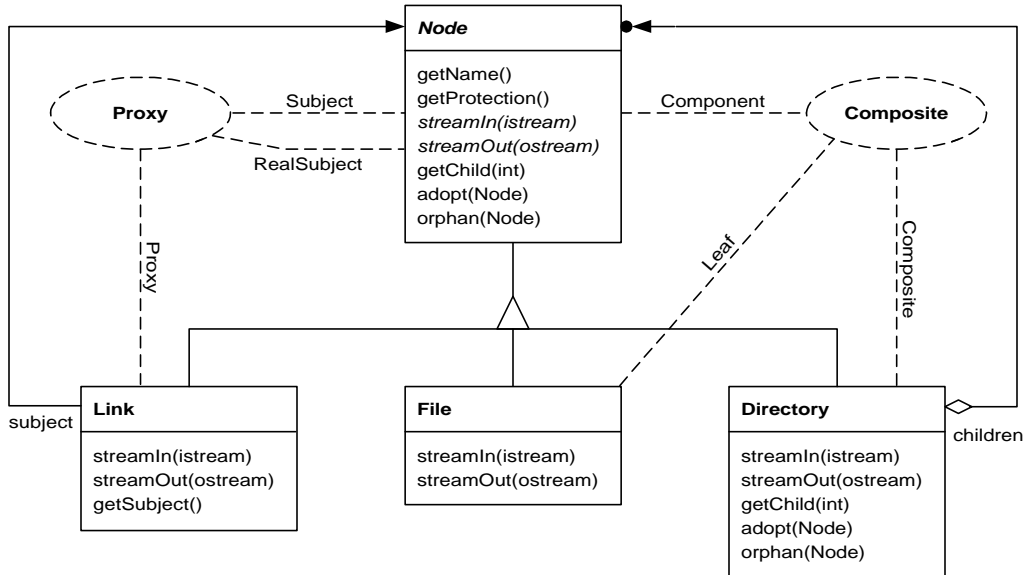 Node
getName()
getProtection()
streamIn(istream)
streamOut(ostream)
getChild(int)
adopt(Node)
orphan(Node)
Proxy
Subject
RealSubject
Proxy
Component
Composite
Leaf
Composite
subject
Link
streamIn(istream)
streamOut(ostream)
getSubject()
File
streamIn(istream)
streamOut(ostream)
Directory
streamIn(istream)
streamOut(ostream)
getChild(int)
adopt(Node)
orphan(Node)
children